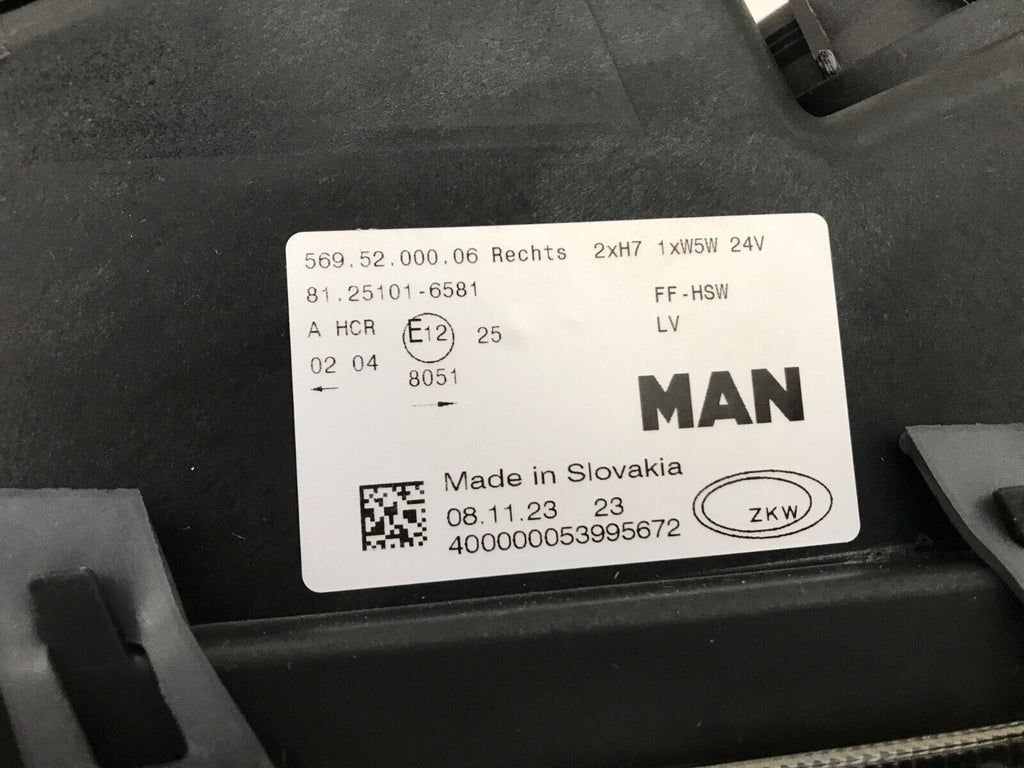 569.52.000.06 Rechts 2xH7 1xW5W 24V
81.25101-6581 FF-HSW
A HCR E12 25 LV
02 04 8051
MAN
Made in Slovakia
08.11.23 23
400000053995672
ZKW